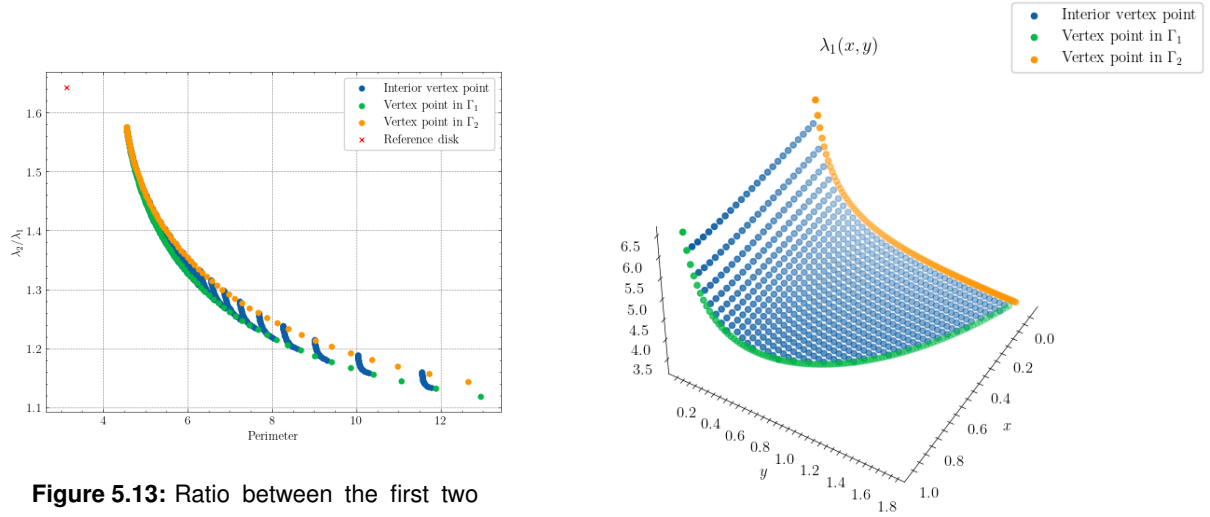 Interior vertex point
Vertex point in Γ₁
Vertex point in Γ₂
Reference disk
1.6
1.5
1.4
1.3
1.2
1.1
λ₂/λ₁
4
6
8
10
12
Perimeter
Figure 5.13: Ratio between the first two
Interior vertex point
Vertex point in Γ₁
Vertex point in Γ₂
λ₁(x, y)
6.5
6.0
5.5
5.0
4.5
4.0
3.5
0.2
0.4
0.6
0.8
1.0
1.2
1.4
1.6
1.8
y
0.0
0.2
0.4
0.6
0.8
1.0
x